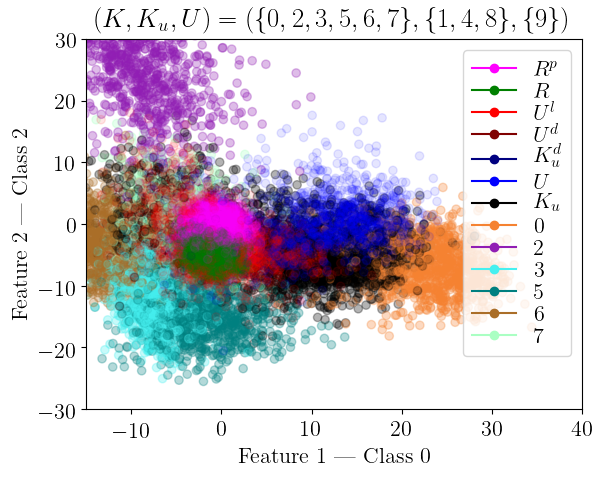 (K, K_u, U) = ({0, 2, 3, 5, 6, 7}, {1, 4, 8}, {9})
30
20
10
0
−10
−20
−30
Feature 2 — Class 2
R^p
R
U^l
U^d
K_u^d
U
K_u
0
2
3
5
6
7
−10
0
10
20
30
40
Feature 1 — Class 0